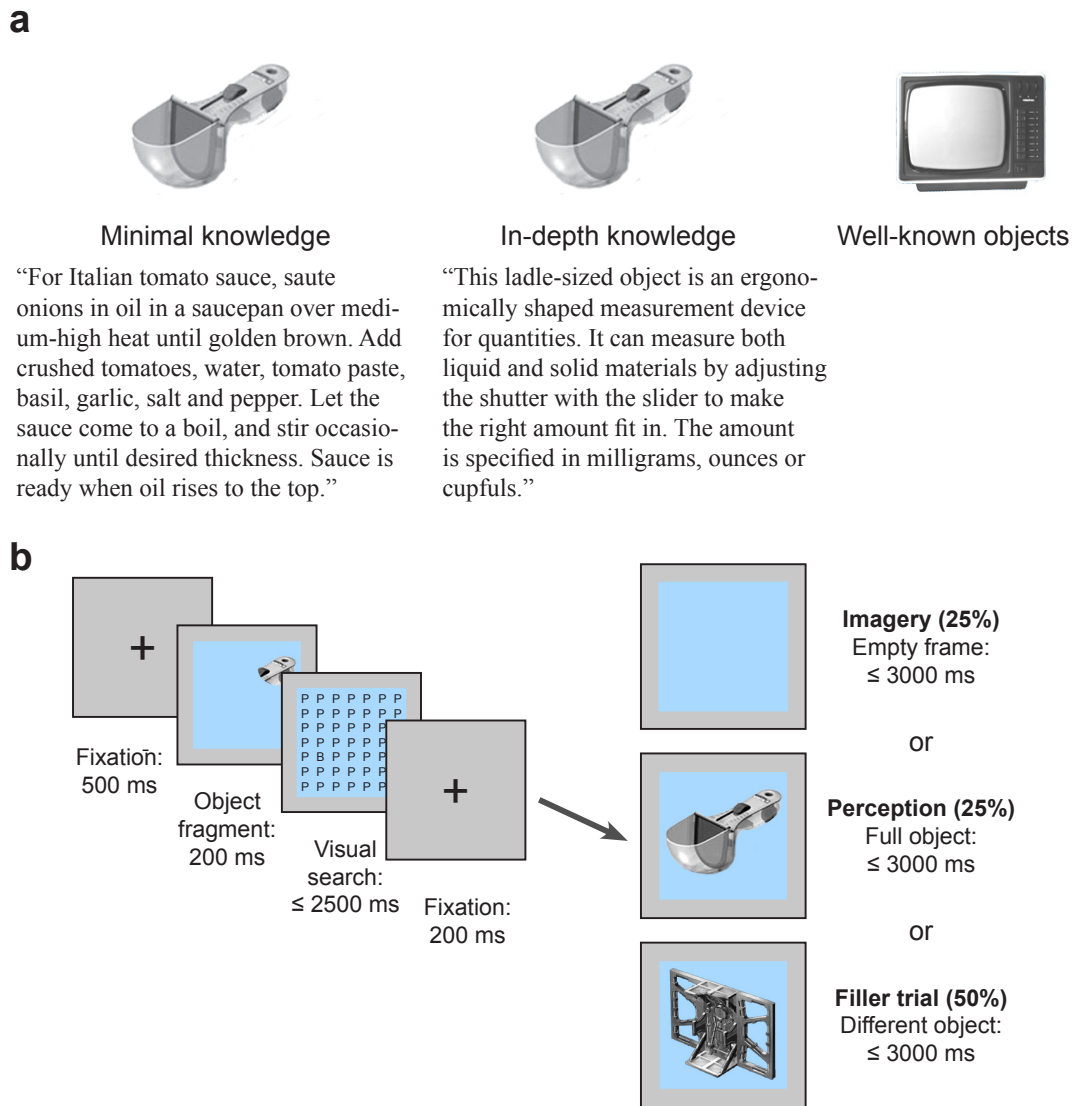 a
Minimal knowledge
In-depth knowledge
Well-known objects
“For Italian tomato sauce, saute
onions in oil in a saucepan over medi-
um-high heat until golden brown. Add
crushed tomatoes, water, tomato paste,
basil, garlic, salt and pepper. Let the
sauce come to a boil, and stir occasio-
nally until desired thickness. Sauce is
ready when oil rises to the top.”
“This ladle-sized object is an ergono-
mically shaped measurement device
for quantities. It can measure both
liquid and solid materials by adjusting
the shutter with the slider to make
the right amount fit in. The amount
is specified in milligrams, ounces or
cupfuls.”
b
+
Fixation:
500 ms
Object
fragment:
200 ms
P P P P P P P
P P P P P P P
P P P P P P
P P P P P P
P B P P P P
P P P P P P
P P P P P P
Visual
search:
≤ 2500 ms
+
Fixation:
200 ms
Imagery (25%)
Empty frame:
≤ 3000 ms
or
Perception (25%)
Full object:
≤ 3000 ms
or
Filler trial (50%)
Different object:
≤ 3000 ms